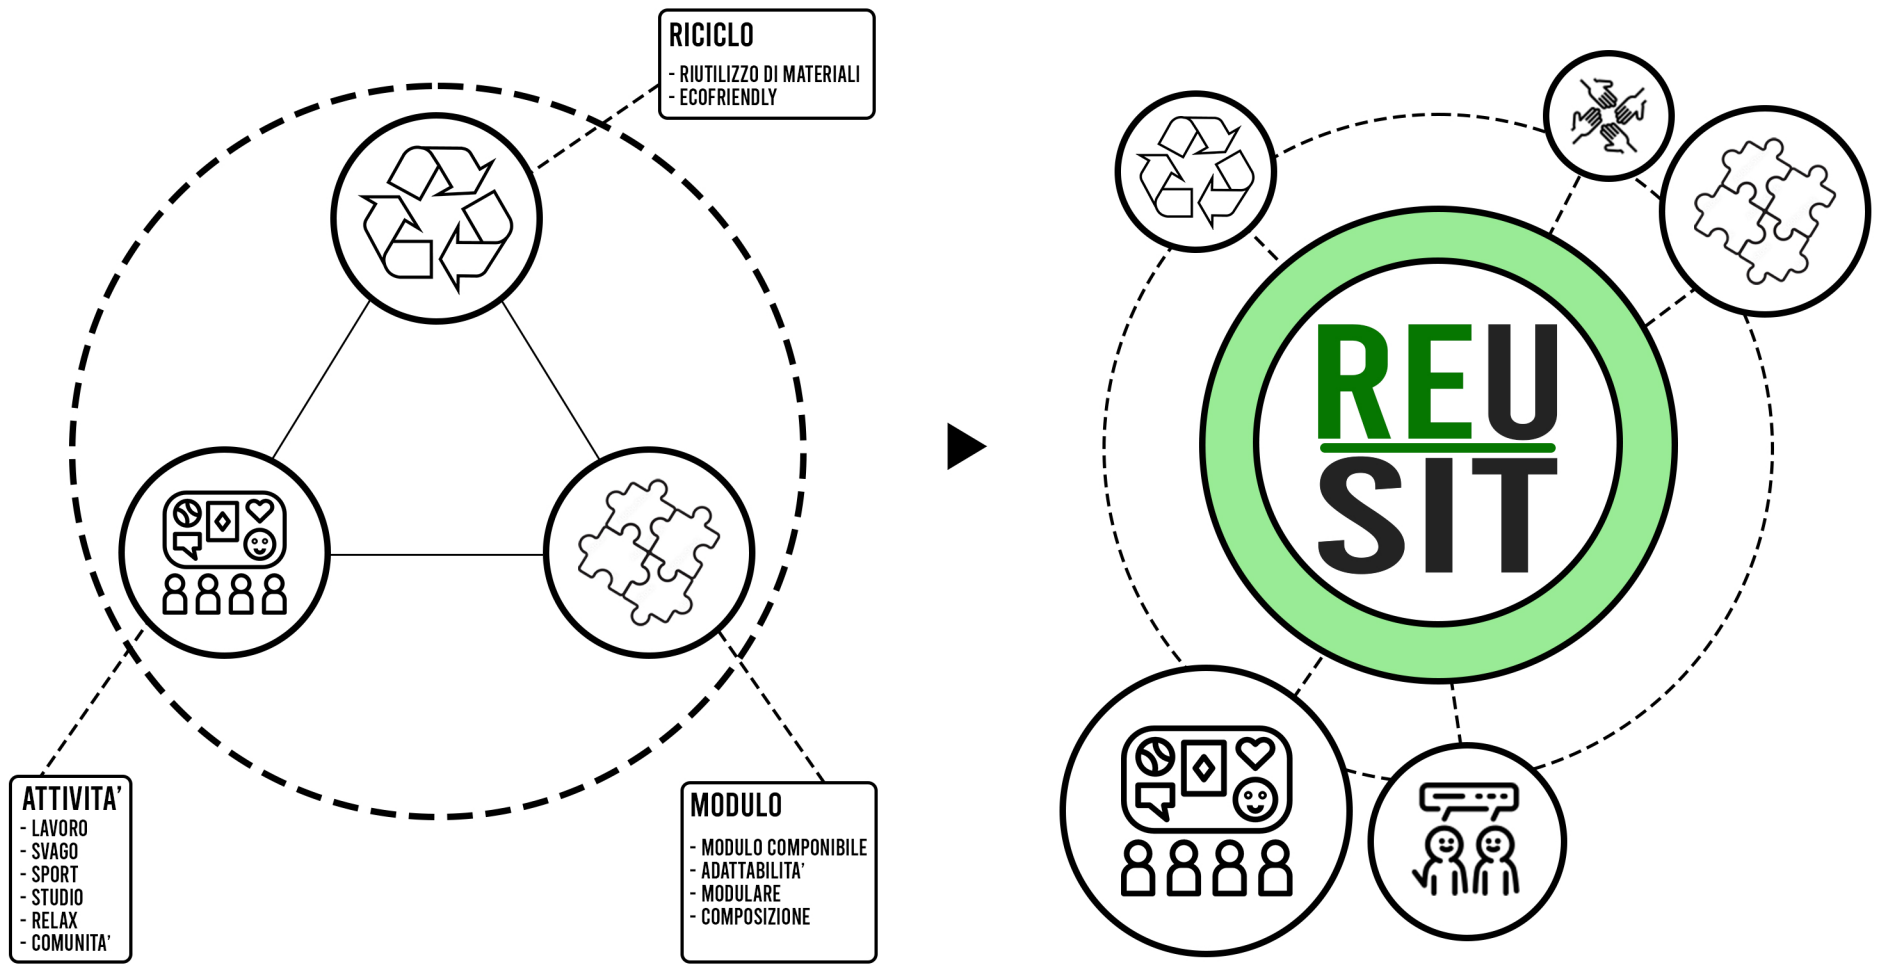 RICICLO
- RIUTILIZZO DI MATERIALI
- ECOFRIENDLY
ATTIVITA'
- LAVORO
- SVAGO
- SPORT
- STUDIO
- RELAX
- COMUNITA'
MODULO
- MODULO COMPONIBILE
- ADATTABILITA'
- MODULARE
- COMPOSIZIONE
REU
SIT